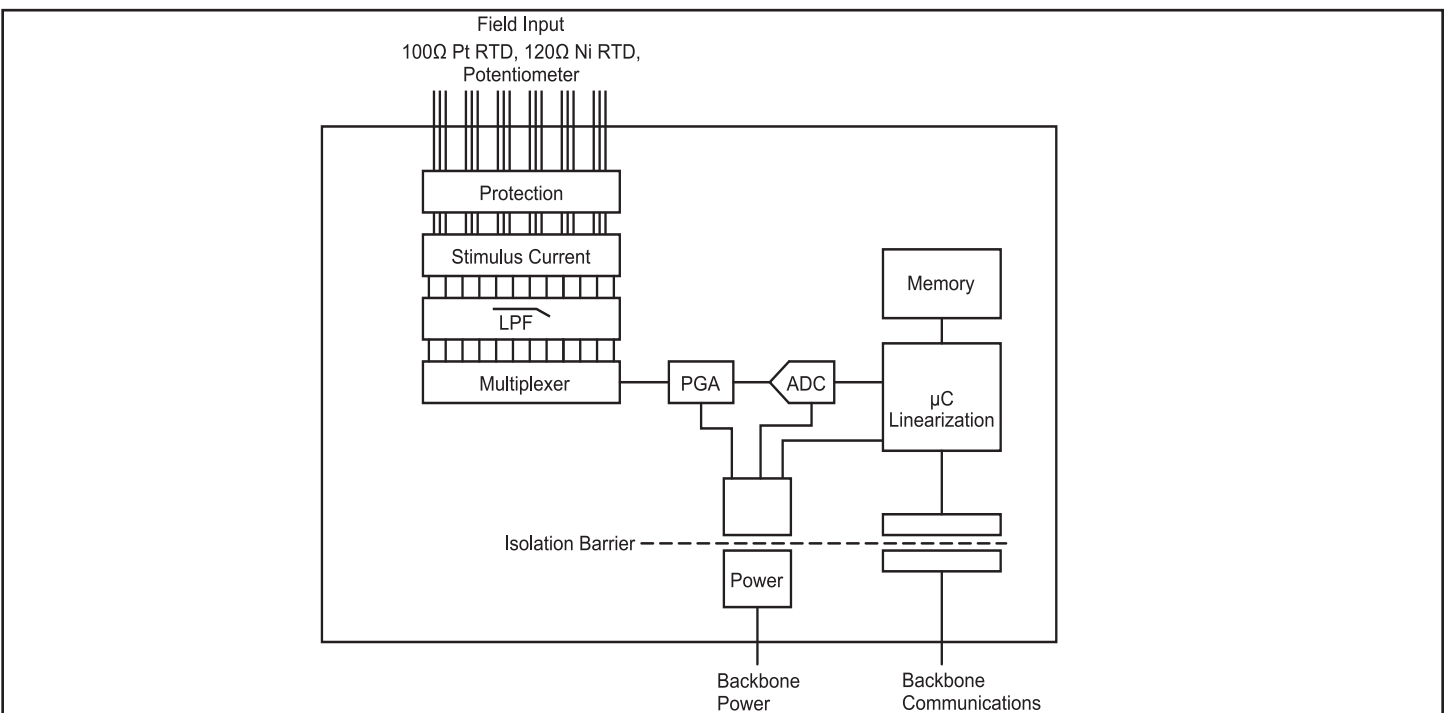 Field Input
100Ω Pt RTD, 120Ω Ni RTD,
Potentiometer
Protection
Stimulus Current
LPF
Multiplexer
PGA
ADC
Memory
µC
Linearization
Isolation Barrier
Power
Backbone
Power
Backbone
Communications